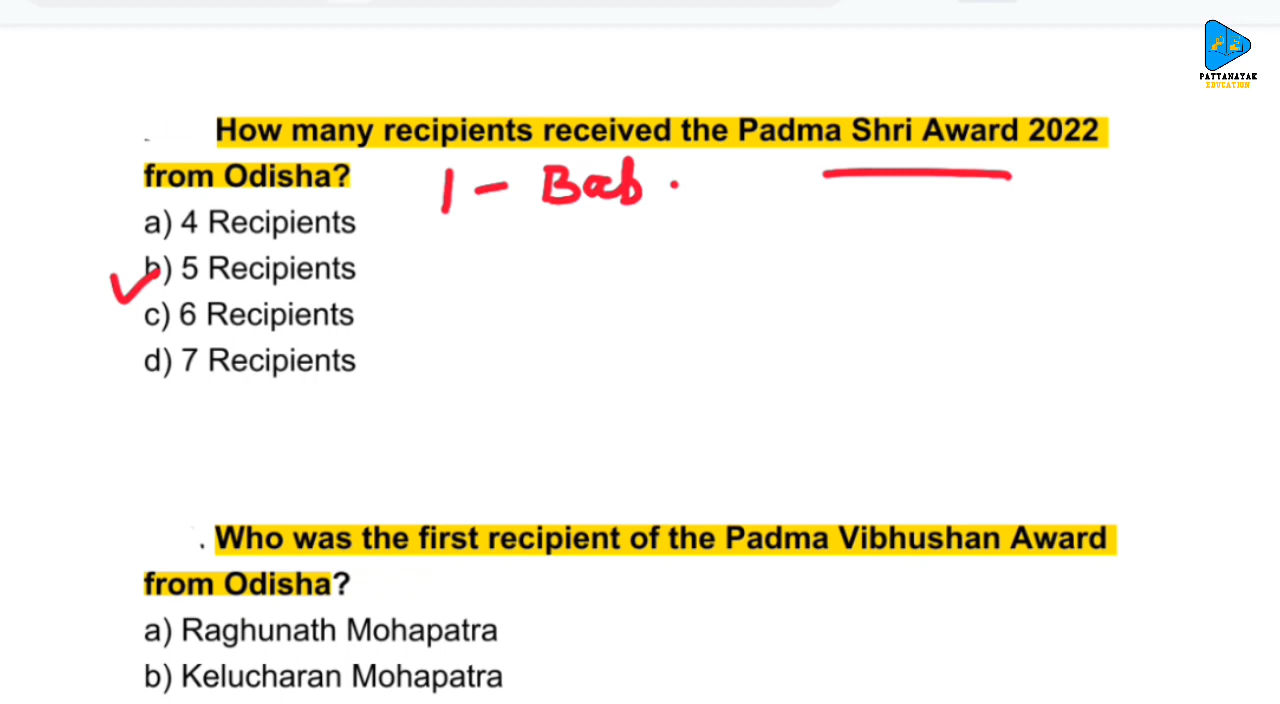 PATTANAYAK
EDUCATION
How many recipients received the Padma Shri Award 2022
from Odisha?
1 - Bab
a) 4 Recipients
b) 5 Recipients
c) 6 Recipients
d) 7 Recipients
. Who was the first recipient of the Padma Vibhushan Award
from Odisha?
a) Raghunath Mohapatra
b) Kelucharan Mohapatra